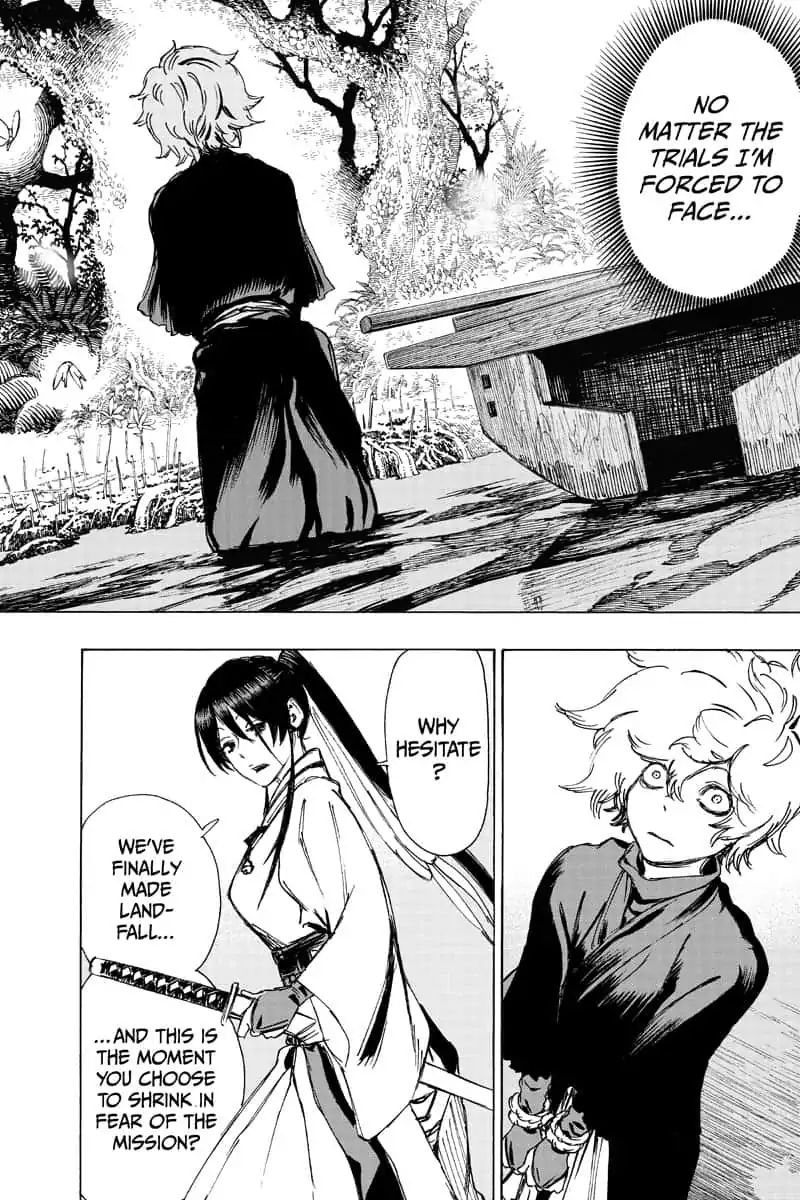 NO
MATTER THE
TRIALS I'M
FORCED TO
FACE...
WHY
HESITATE
?
WE'VE
FINALLY
MADE
LAND-
FALL...
...AND THIS IS
THE MOMENT
YOU CHOOSE
TO SHRINK IN
FEAR OF THE
MISSION?